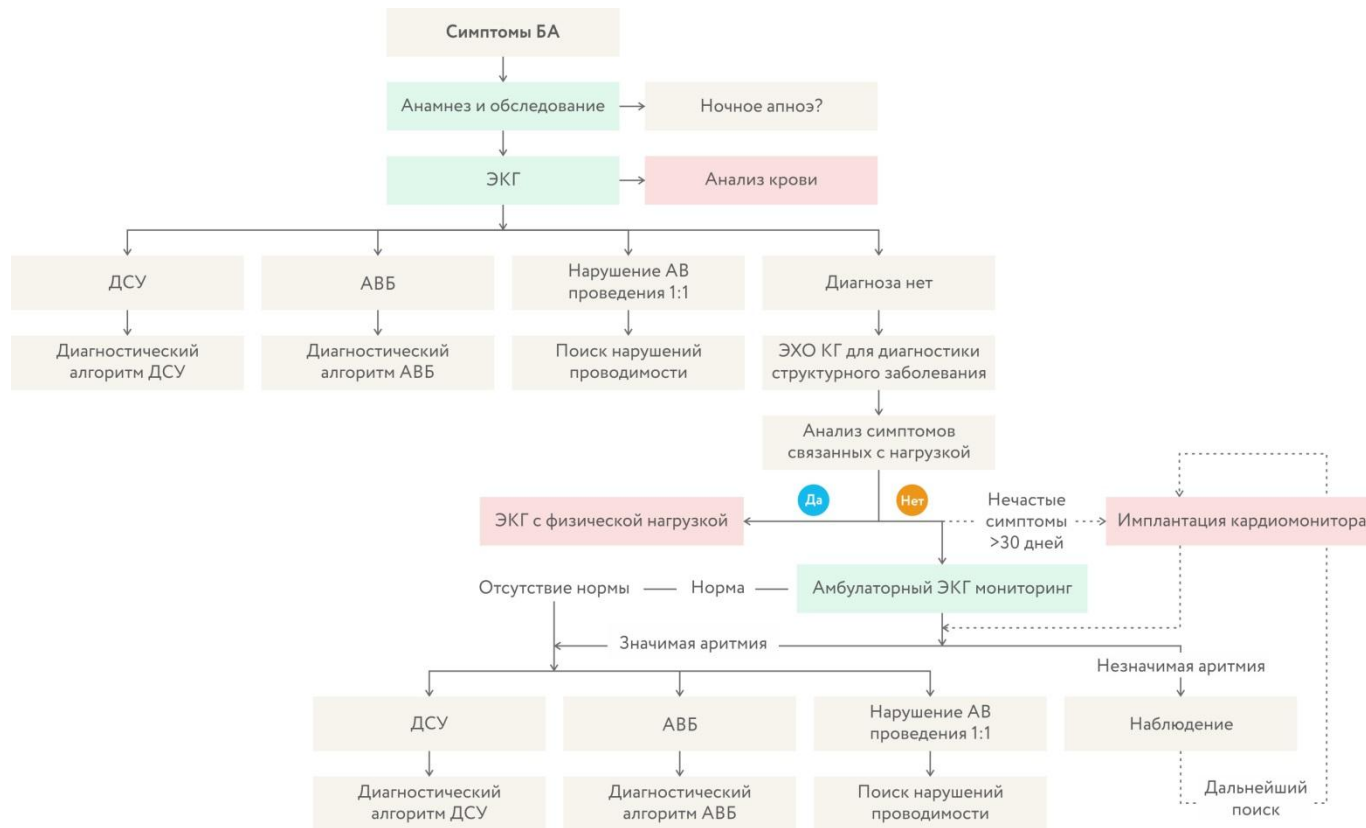 Симптомы БА
Анамнез и обследование
Ночное апноэ?
ЭКГ
Анализ крови
ДСУ
АВБ
Нарушение АВ
проведения 1:1
Диагноза нет
Диагностический
алгоритм ДСУ
Диагностический
алгоритм АВБ
Поиск нарушений
проводимости
ЭХО КГ для диагностики
структурного заболевания
Анализ симптомов
связанных с нагрузкой
Да
Нет
ЭКГ с физической нагрузкой
Нечастые
симптомы
>30 дней
Имплантация кардиомонитора
Отсутствие нормы
Норма
Амбулаторный ЭКГ мониторинг
Значимая аритмия
Незначимая аритмия
ДСУ
АВБ
Нарушение АВ
проведения 1:1
Наблюдение
Диагностический
алгоритм ДСУ
Диагностический
алгоритм АВБ
Поиск нарушений
проводимости
Дальнейший
поиск